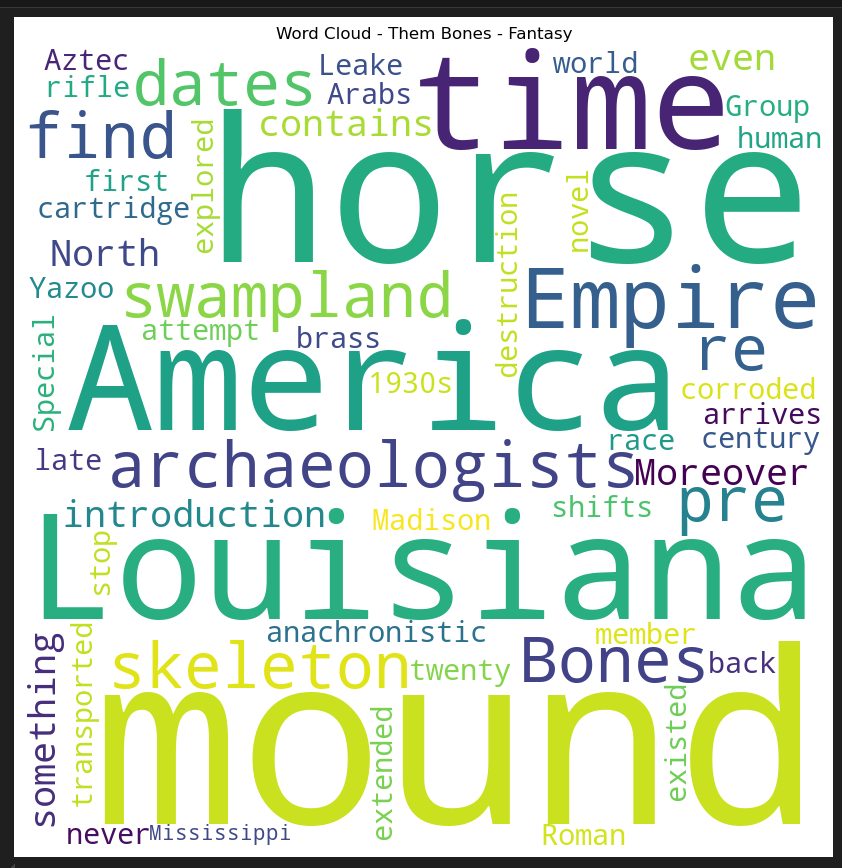 Word Cloud - Them Bones - Fantasy
Aztec
rifle
dates
Leake
Arabs
time
world
even
Group
human
find
contains
explored
horse
novel
first
cartridge
North
destruction
Yazoo
swampland
Empire
Special
attempt
brass
America
1930s
re
corroded
arrives
race
century
late
archaeologists
Moreover
introduction
Madison
shifts
pre
stop
Louisiana
something
transported
anachronistic
member
skeleton
twenty
Bones
back
mound
extended
existed
never
Mississippi
Roman